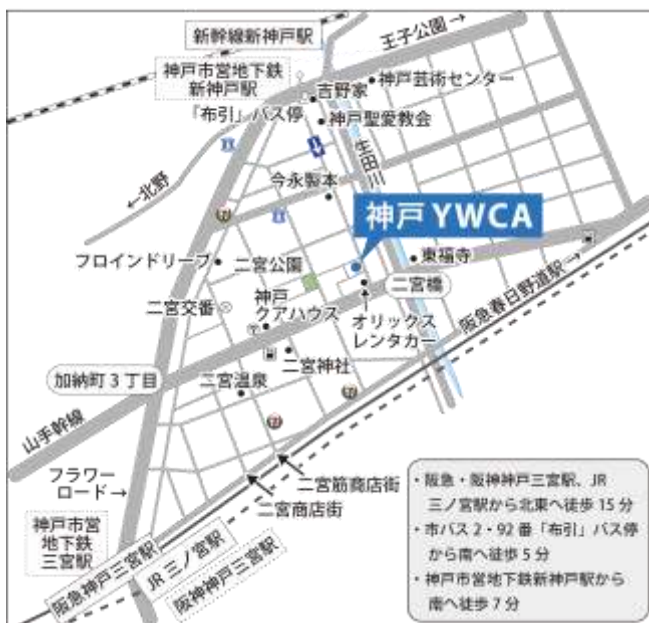 新幹線新神戸駅
王子公園→
神戸市営地下鉄
新神戸駅
神戸芸術センター
吉野家
「布引」バス停
神戸聖愛教会
生田川
←北野
今永製本
神戸 YWCA
フロインドリーブ
二宮公園
東福寺
二宮橋
二宮交番
神戸
クアハウス
オリックス
レンタカー
阪急春日野道駅→
二宮神社
加納町3丁目
二宮温泉
山手幹線
フラワー
ロード→
二宮筋商店街
二宮商店街
神戸市営
地下鉄
三宮駅
阪急神戸三宮駅
JR 三ノ宮駅
阪神神戸三宮駅
・阪急・阪神神戸三宮駅、JR
三ノ宮駅から北東へ徒歩 15 分
・市バス 2・92 番「布引」バス停
から南へ徒歩 5 分
・神戸市営地下鉄新神戸駅から
南へ徒歩 7 分